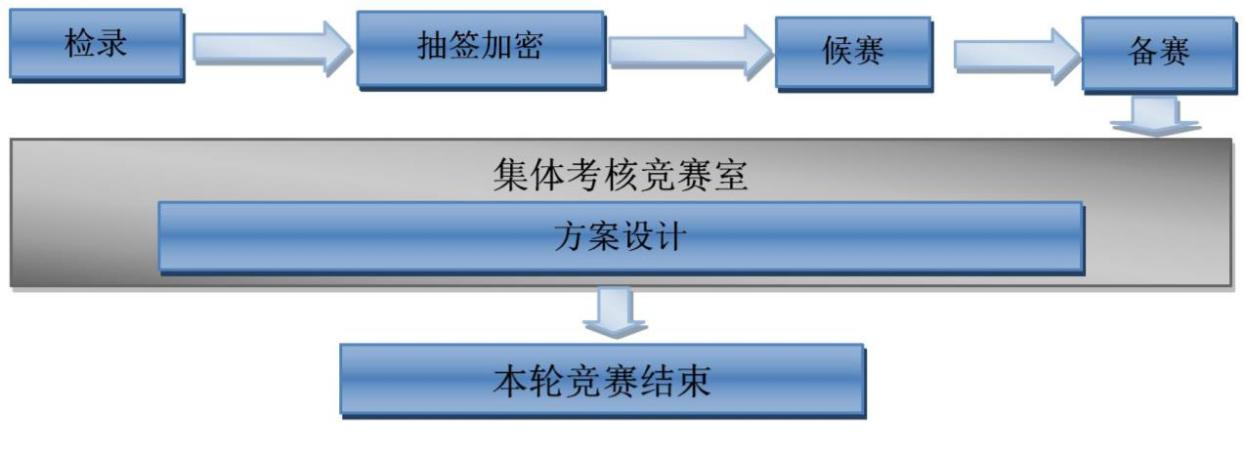 检录
抽签加密
候赛
备赛
集体考核竞赛室
方案设计
本轮竞赛结束